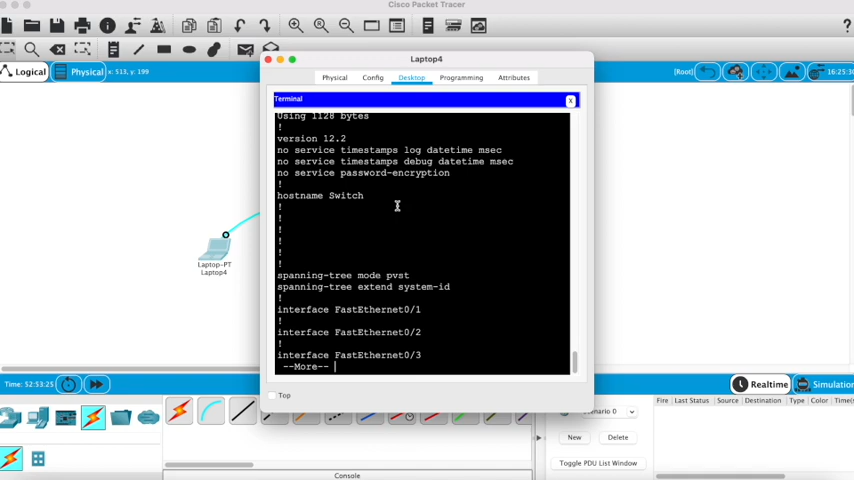 Cisco Packet Tracer
Logical
Physical
x: 513, y: 199
[Root]
16:25:30
Laptop4
Physical
Config
Desktop
Programming
Attributes
Terminal
X
Using 1128 bytes
!
version 12.2
no service timestamps log datetime msec
no service timestamps debug datetime msec
no service password-encryption
!
hostname Switch
!
!
!
!
!
!
spanning-tree mode pvst
spanning-tree extend system-id
!
interface FastEthernet0/1
!
interface FastEthernet0/2
!
interface FastEthernet0/3
--More--
Top
Laptop-PT
Laptop4
Time: 52:53:25
Realtime
Simulation
Scenario 0
Fire
Last Status
Source
Destination
Type
Color
Time(
New
Delete
Toggle PDU List Window
Console